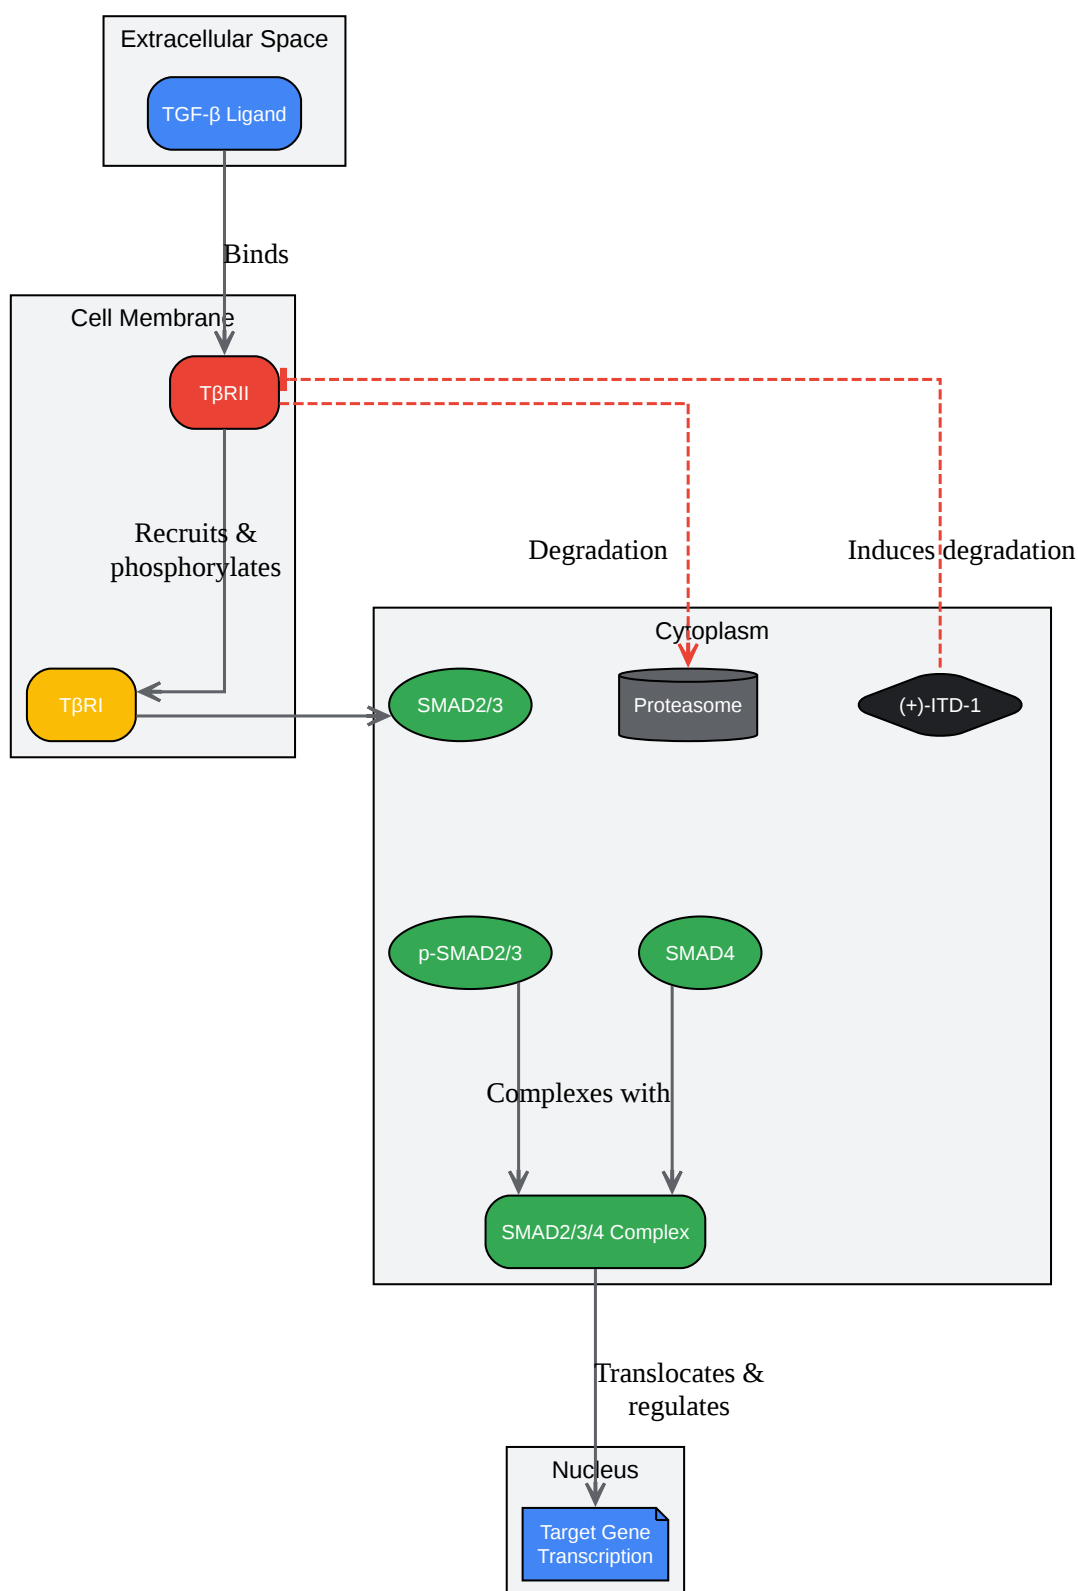 Extracellular Space
TGF-β Ligand
Binds
Cell Membrane
TβRII
Recruits &
phosphorylates
Degradation
Induces degradation
Cytoplasm
TβRI
SMAD2/3
Proteasome
(+)-ITD-1
p-SMAD2/3
SMAD4
Complexes with
SMAD2/3/4 Complex
Translocates &
regulates
Nucleus
Target Gene
Transcription